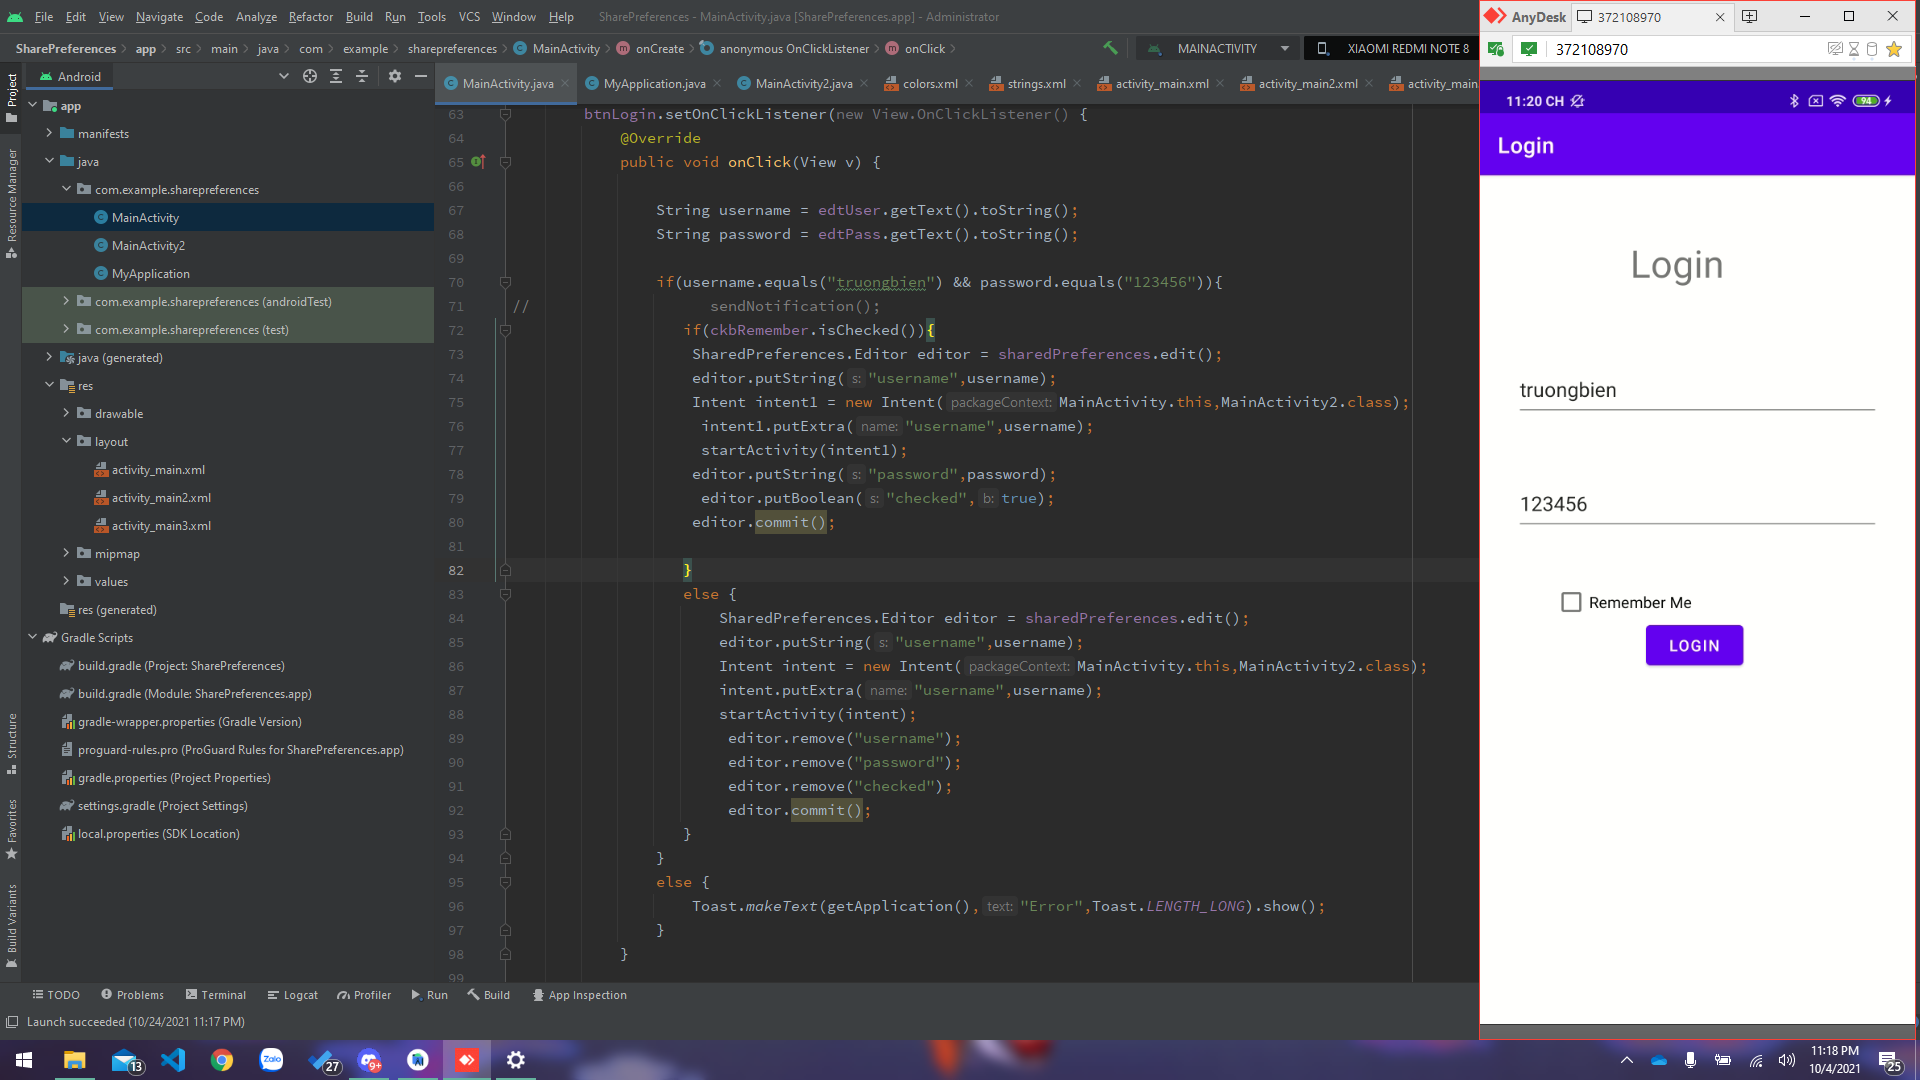 File Edit View Navigate Code Analyze Refactor Build Run Tools VCS Window Help SharePreferences - MainActivity.java [SharePreferences.app] - Administrator
SharePreferences app src main java com example sharepreferences MainActivity onCreate anonymous OnClickListener onClick MAINACTIVITY XIAOMI REDMI NOTE 8
Android
MainActivity.java MyApplication.java MainActivity2.java colors.xml strings.xml activity_main.xml activity_main2.xml activity_main
Project
Resource Manager
Structure
Favorites
Build Variants
app
manifests
java
com.example.sharepreferences
MainActivity
MainActivity2
MyApplication
com.example.sharepreferences (androidTest)
com.example.sharepreferences (test)
java (generated)
res
drawable
layout
activity_main.xml
activity_main2.xml
activity_main3.xml
mipmap
values
res (generated)
Gradle Scripts
build.gradle (Project: SharePreferences)
build.gradle (Module: SharePreferences.app)
gradle-wrapper.properties (Gradle Version)
proguard-rules.pro (ProGuard Rules for SharePreferences.app)
gradle.properties (Project Properties)
settings.gradle (Project Settings)
local.properties (SDK Location)
63 btnLogin.setOnClickListener(new View.OnClickListener() {
64 @Override
65 public void onClick(View v) {
66
67 String username = edtUser.getText().toString();
68 String password = edtPass.getText().toString();
69
70 if(username.equals("truongbien") && password.equals("123456")){
71 // sendNotification();
72 if(ckbRemember.isChecked()){
73 SharedPreferences.Editor editor = sharedPreferences.edit();
74 editor.putString( s: "username",username);
75 Intent intent1 = new Intent( packageContext: MainActivity.this,MainActivity2.class);
76 intent1.putExtra( name: "username",username);
77 startActivity(intent1);
78 editor.putString( s: "password",password);
79 editor.putBoolean( s: "checked", b: true);
80 editor.commit();
81
82 }
83 else {
84 SharedPreferences.Editor editor = sharedPreferences.edit();
85 editor.putString( s: "username",username);
86 Intent intent = new Intent( packageContext: MainActivity.this,MainActivity2.class);
87 intent.putExtra( name: "username",username);
88 startActivity(intent);
89 editor.remove("username");
90 editor.remove("password");
91 editor.remove("checked");
92 editor.commit();
93 }
94 }
95 else {
96 Toast.makeText(getApplication(), text: "Error",Toast.LENGTH_LONG).show();
97 }
98 }
99
TODO Problems Terminal Logcat Profiler Run Build App Inspection
Launch succeeded (10/24/2021 11:17 PM)
AnyDesk 372108970
372108970
11:20 CH 94
Login
Login
truongbien
123456
Remember Me
LOGIN
13 Zalo 27 9+
11:18 PM
10/4/2021
25